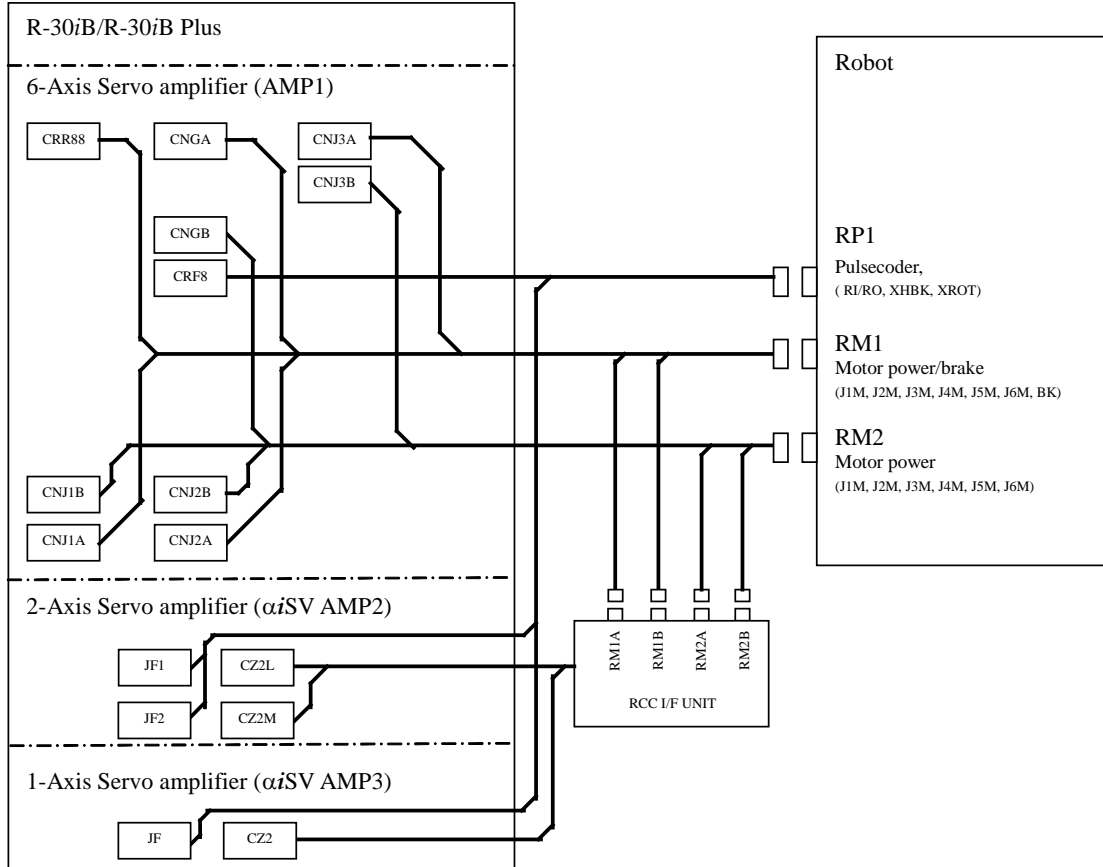 R-30iB/R-30iB Plus
6-Axis Servo amplifier (AMP1)
CRR88
CNGA
CNJ3A
CNJ3B
CNGB
CRF8
CNJ1B
CNJ2B
CNJ1A
CNJ2A
2-Axis Servo amplifier (αiSV AMP2)
JF1
CZ2L
JF2
CZ2M
1-Axis Servo amplifier (αiSV AMP3)
JF
CZ2
RM1A
RM1B
RM2A
RM2B
RCC I/F UNIT
Robot
RP1
Pulsecoder,
( RI/RO, XHBK, XROT)
RM1
Motor power/brake
(J1M, J2M, J3M, J4M, J5M, J6M, BK)
RM2
Motor power
(J1M, J2M, J3M, J4M, J5M, J6M)